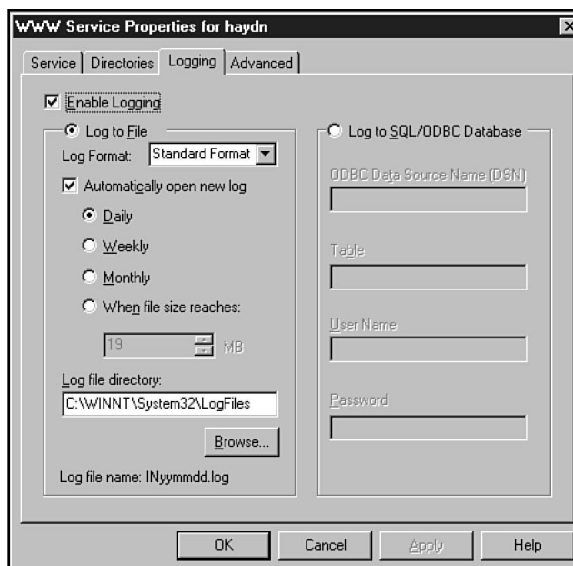 WWW Service Properties for haydn
Service
Directories
Logging
Advanced
Enable Logging
Log to File
Log Format:
Standard Format
Automatically open new log
Daily
Weekly
Monthly
When file size reaches:
19
MB
Log file directory:
C:\WINNT\System32\LogFiles
Browse...
Log file name: INyymmdd.log
Log to SQL/ODBC Database
ODBC Data Source Name (DSN)
Table
User Name
Password
OK
Cancel
Apply
Help